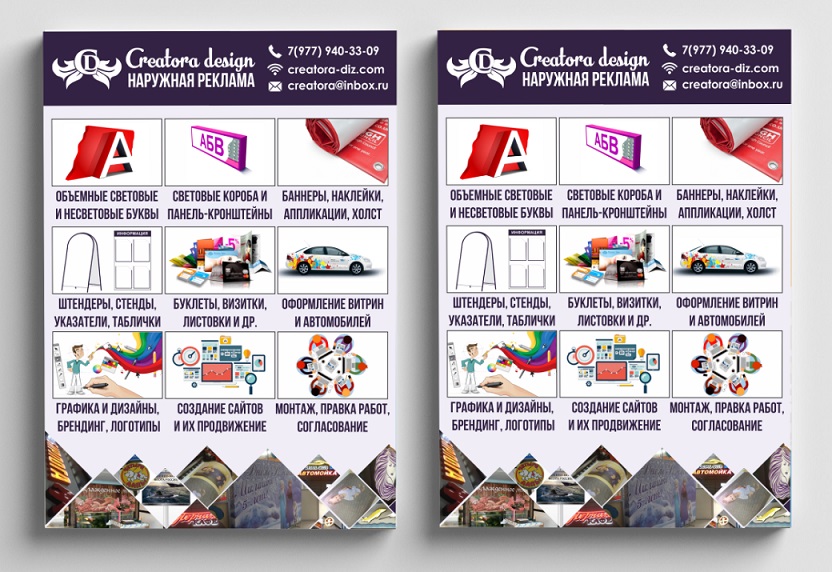 CD
Creatora design
НАРУЖНАЯ РЕКЛАМА
7(977) 940-33-09
creatora-diz.com
creatora@inbox.ru
А
АБВ
ОБЪЕМНЫЕ СВЕТОВЫЕ
И НЕСВЕТОВЫЕ БУКВЫ
СВЕТОВЫЕ КОРОБА И
ПАНЕЛЬ-КРОНШТЕЙНЫ
БАННЕРЫ, НАКЛЕЙКИ,
АППЛИКАЦИИ, ХОЛСТ
ИНФОРМАЦИЯ
ШТЕНДЕРЫ, СТЕНДЫ,
УКАЗАТЕЛИ, ТАБЛИЧКИ
БУКЛЕТЫ, ВИЗИТКИ,
ЛИСТОВКИ И ДР.
ОФОРМЛЕНИЕ ВИТРИН
И АВТОМОБИЛЕЙ
ГРАФИКА И ДИЗАЙНЫ,
БРЕНДИНГ, ЛОГОТИПЫ
СОЗДАНИЕ САЙТОВ
И ИХ ПРОДВИЖЕНИЕ
МОНТАЖ, ПРАВКА РАБОТ,
СОГЛАСОВАНИЕ
АВТОМОЙКА
CD
Creatora design
НАРУЖНАЯ РЕКЛАМА
7(977) 940-33-09
creatora-diz.com
creatora@inbox.ru
А
АБВ
ОБЪЕМНЫЕ СВЕТОВЫЕ
И НЕСВЕТОВЫЕ БУКВЫ
СВЕТОВЫЕ КОРОБА И
ПАНЕЛЬ-КРОНШТЕЙНЫ
БАННЕРЫ, НАКЛЕЙКИ,
АППЛИКАЦИИ, ХОЛСТ
ИНФОРМАЦИЯ
ШТЕНДЕРЫ, СТЕНДЫ,
УКАЗАТЕЛИ, ТАБЛИЧКИ
БУКЛЕТЫ, ВИЗИТКИ,
ЛИСТОВКИ И ДР.
ОФОРМЛЕНИЕ ВИТРИН
И АВТОМОБИЛЕЙ
ГРАФИКА И ДИЗАЙНЫ,
БРЕНДИНГ, ЛОГОТИПЫ
СОЗДАНИЕ САЙТОВ
И ИХ ПРОДВИЖЕНИЕ
МОНТАЖ, ПРАВКА РАБОТ,
СОГЛАСОВАНИЕ
АВТОМОЙКА